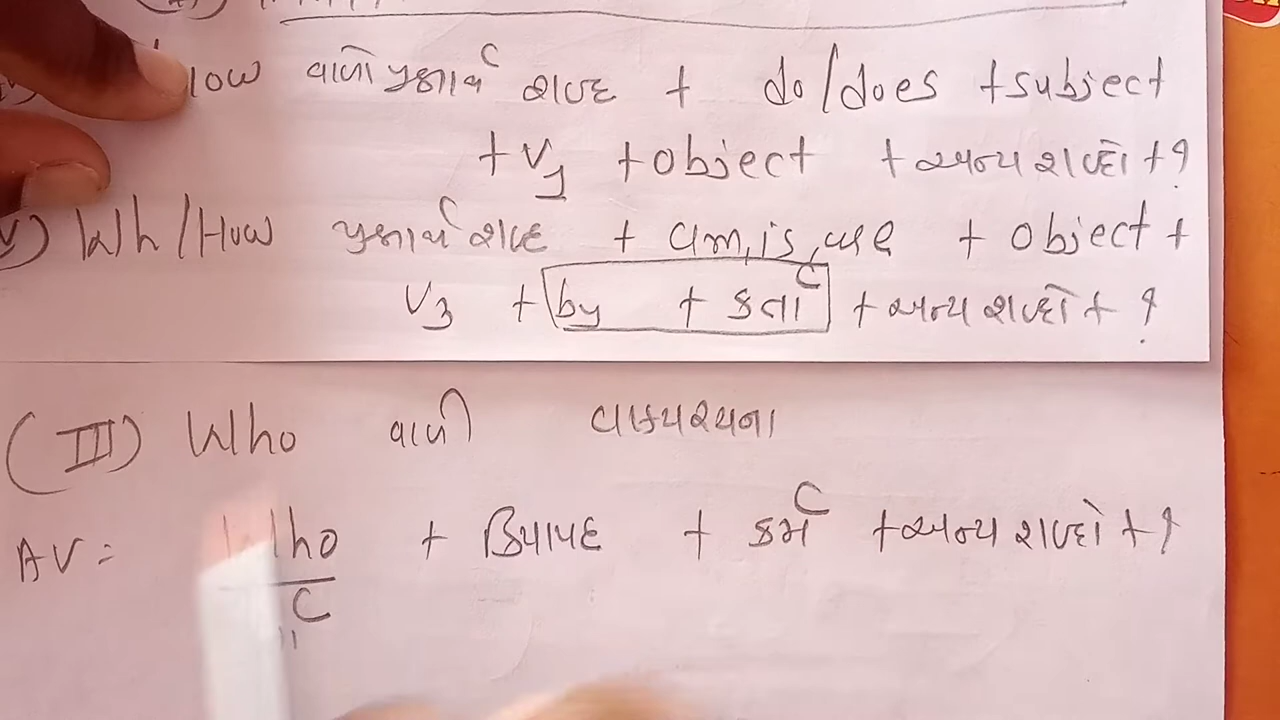 low વાળો પ્રશ્નાર્થ શબ્દ + do/does +subject
+V1 +object +અન્ય શબ્દો +?
V) Wh/How પ્રશ્નાર્થ શબ્દ + am,is,are + object +
V3 + by + કર્તા +અન્ય શબ્દો + ?
(III) Who વાળી વાક્યરચના
AV= Who + ક્રિયાપદ + કર્મ +અન્ય શબ્દો +?